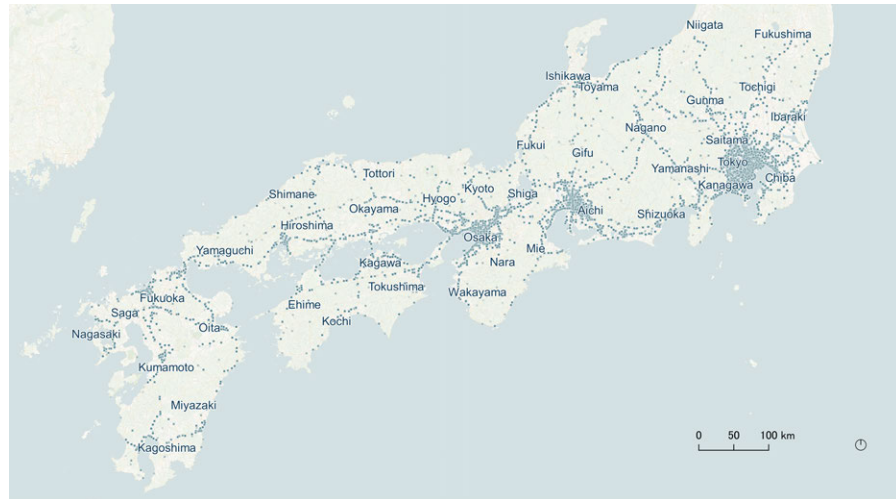 Niigata
Fukushima
Ishikawa
Toyama
Tochigi
Gunma
Ibaraki
Nagano
Saitama
Fukui
Gifu
Tokyo
Yamanashi
Chiba
Kanagawa
Tottori
Kyoto
Shiga
Shimane
Hyogo
Okayama
Aichi
Shizuoka
Hiroshima
Osaka
Mie
Yamaguchi
Kagawa
Nara
Tokushima
Wakayama
Fukuoka
Ehime
Saga
Kochi
Oita
Nagasaki
Kumamoto
Miyazaki
Kagoshima
0 50 100 km